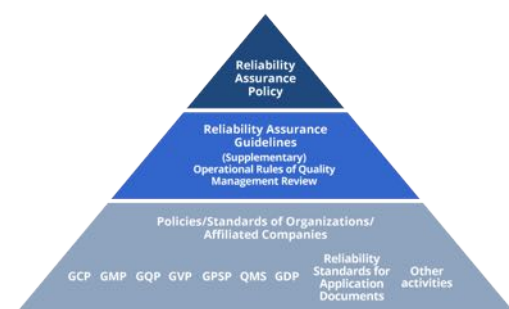 Reliability
Assurance
Policy
Reliability Assurance
Guidelines
(Supplementary)
Operational Rules of Quality
Management Review
Policies/Standards of Organizations/
Affiliated Companies
GCP GMP GQP GVP GPSP QMS GDP
Reliability
Standards for
Application
Documents
Other
activities